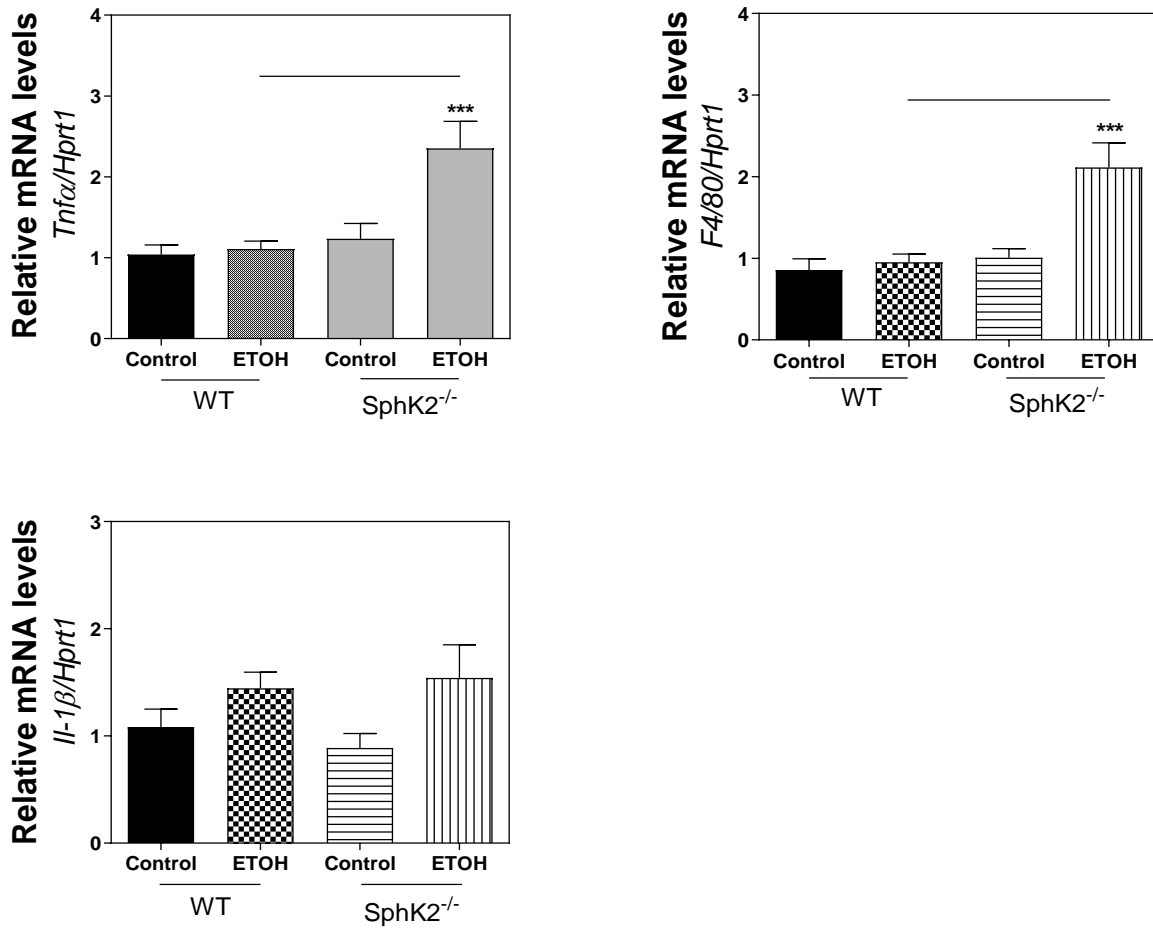 Relative mRNA levels
Tnfα/Hprt1
4
3
2
1
0
***
Control ETOH Control ETOH
WT SphK2⁻/⁻
Relative mRNA levels
F4/80/Hprt1
4
3
2
1
0
***
Control ETOH Control ETOH
WT SphK2⁻/⁻
Relative mRNA levels
Il-1β/Hprt1
3
2
1
0
Control ETOH Control ETOH
WT SphK2⁻/⁻